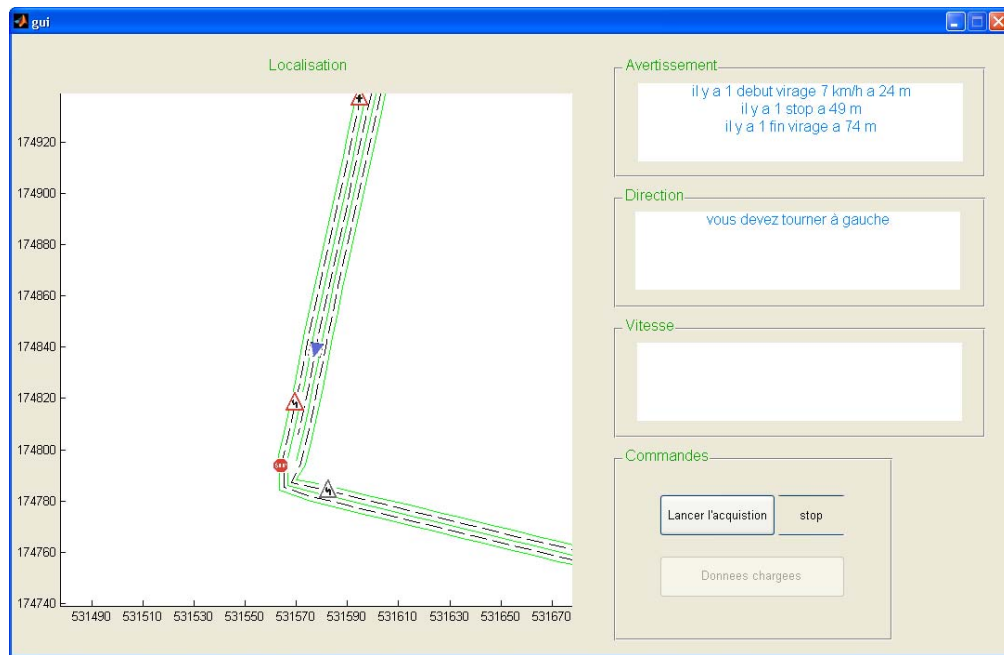 gui
Localisation
174920
174900
174880
174860
174840
174820
174800
174780
174760
174740
531490 531510 531530 531550 531570 531590 531610 531630 531650 531670
STOP
Avertissement
il y a 1 debut virage 7 km/h a 24 m
il y a 1 stop a 49 m
il y a 1 fin virage a 74 m
Direction
vous devez tourner à gauche
Vitesse
Commandes
Lancer l'acquistion
stop
Donnees chargees